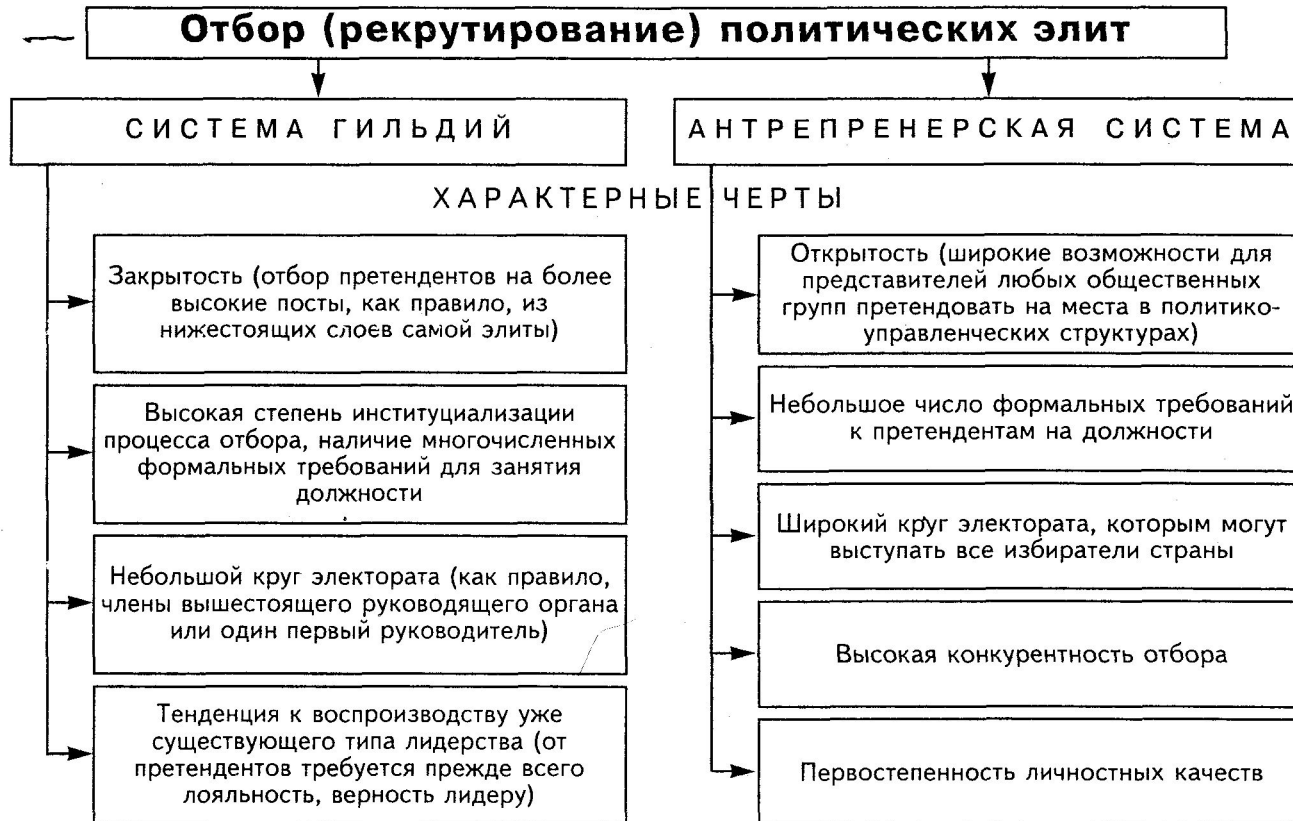 Отбор (рекрутирование) политических элит
СИСТЕМА ГИЛЬДИЙ
АНТРЕПРЕНЕРСКАЯ СИСТЕМА
ХАРАКТЕРНЫЕ ЧЕРТЫ
Закрытость (отбор претендентов на более
высокие посты, как правило, из
нижестоящих слоев самой элиты)
Высокая степень институциализации
процесса отбора, наличие многочисленных
формальных требований для занятия
должности
Небольшой круг электората (как правило,
члены вышестоящего руководящего органа
или один первый руководитель)
Тенденция к воспроизводству уже
существующего типа лидерства (от
претендентов требуется прежде всего
лояльность, верность лидеру)
Открытость (широкие возможности для
представителей любых общественных
групп претендовать на места в политико-
управленческих структурах)
Небольшое число формальных требований
к претендентам на должности
Широкий круг электората, которым могут
выступать все избиратели страны
Высокая конкурентность отбора
Первостепенность личностных качеств